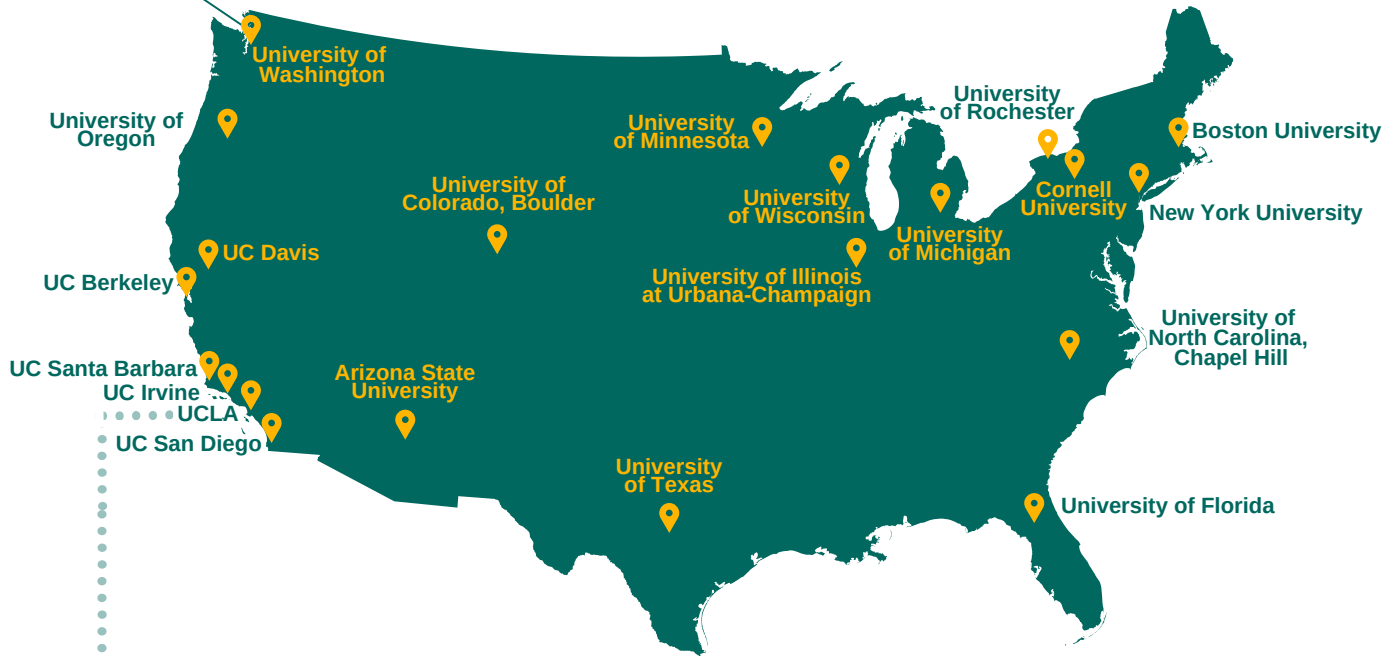 University of
Washington
University of
Oregon
University
of Minnesota
University
of Rochester
Boston University
University of
Colorado, Boulder
University
of Wisconsin
Cornell
University
New York University
University
of Michigan
UC Davis
UC Berkeley
University of Illinois
at Urbana-Champaign
University of
North Carolina,
Chapel Hill
UC Santa Barbara
UC Irvine
UCLA
UC San Diego
Arizona State
University
University
of Texas
University of Florida